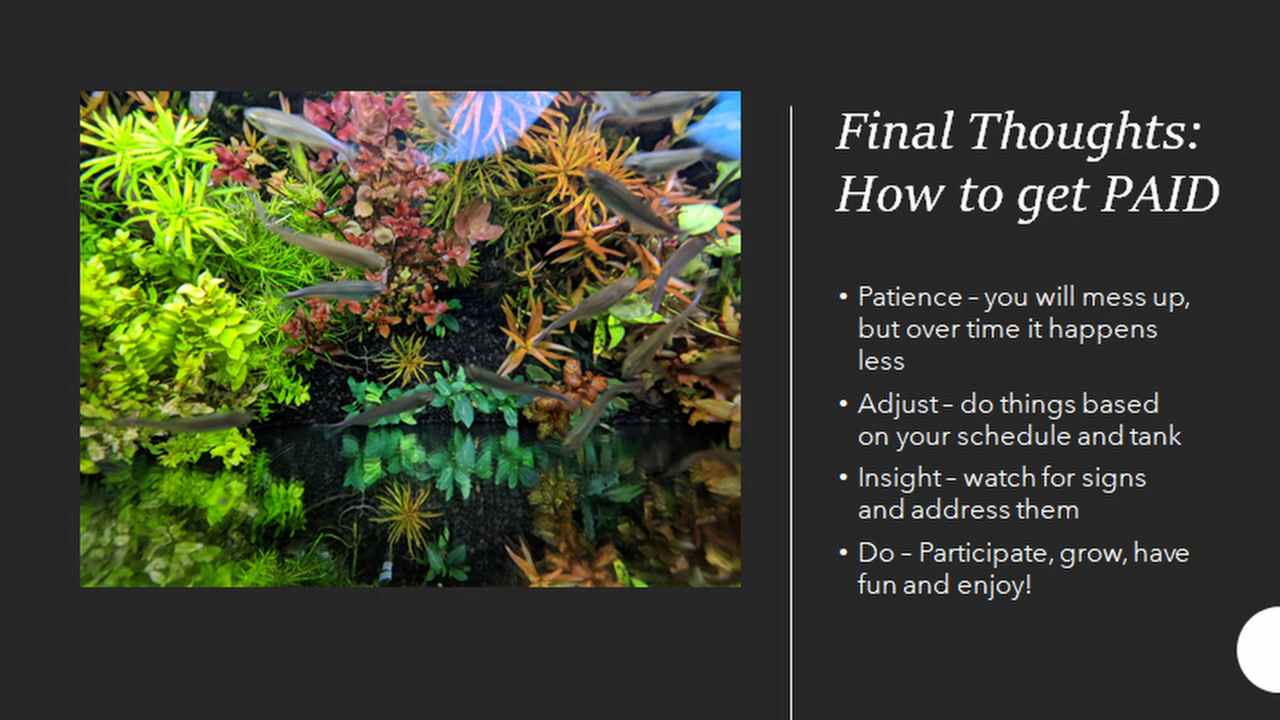 Final Thoughts:
How to get PAID
• Patience – you will mess up,
but over time it happens
less
• Adjust – do things based
on your schedule and tank
• Insight – watch for signs
and address them
• Do – Participate, grow, have
fun and enjoy!